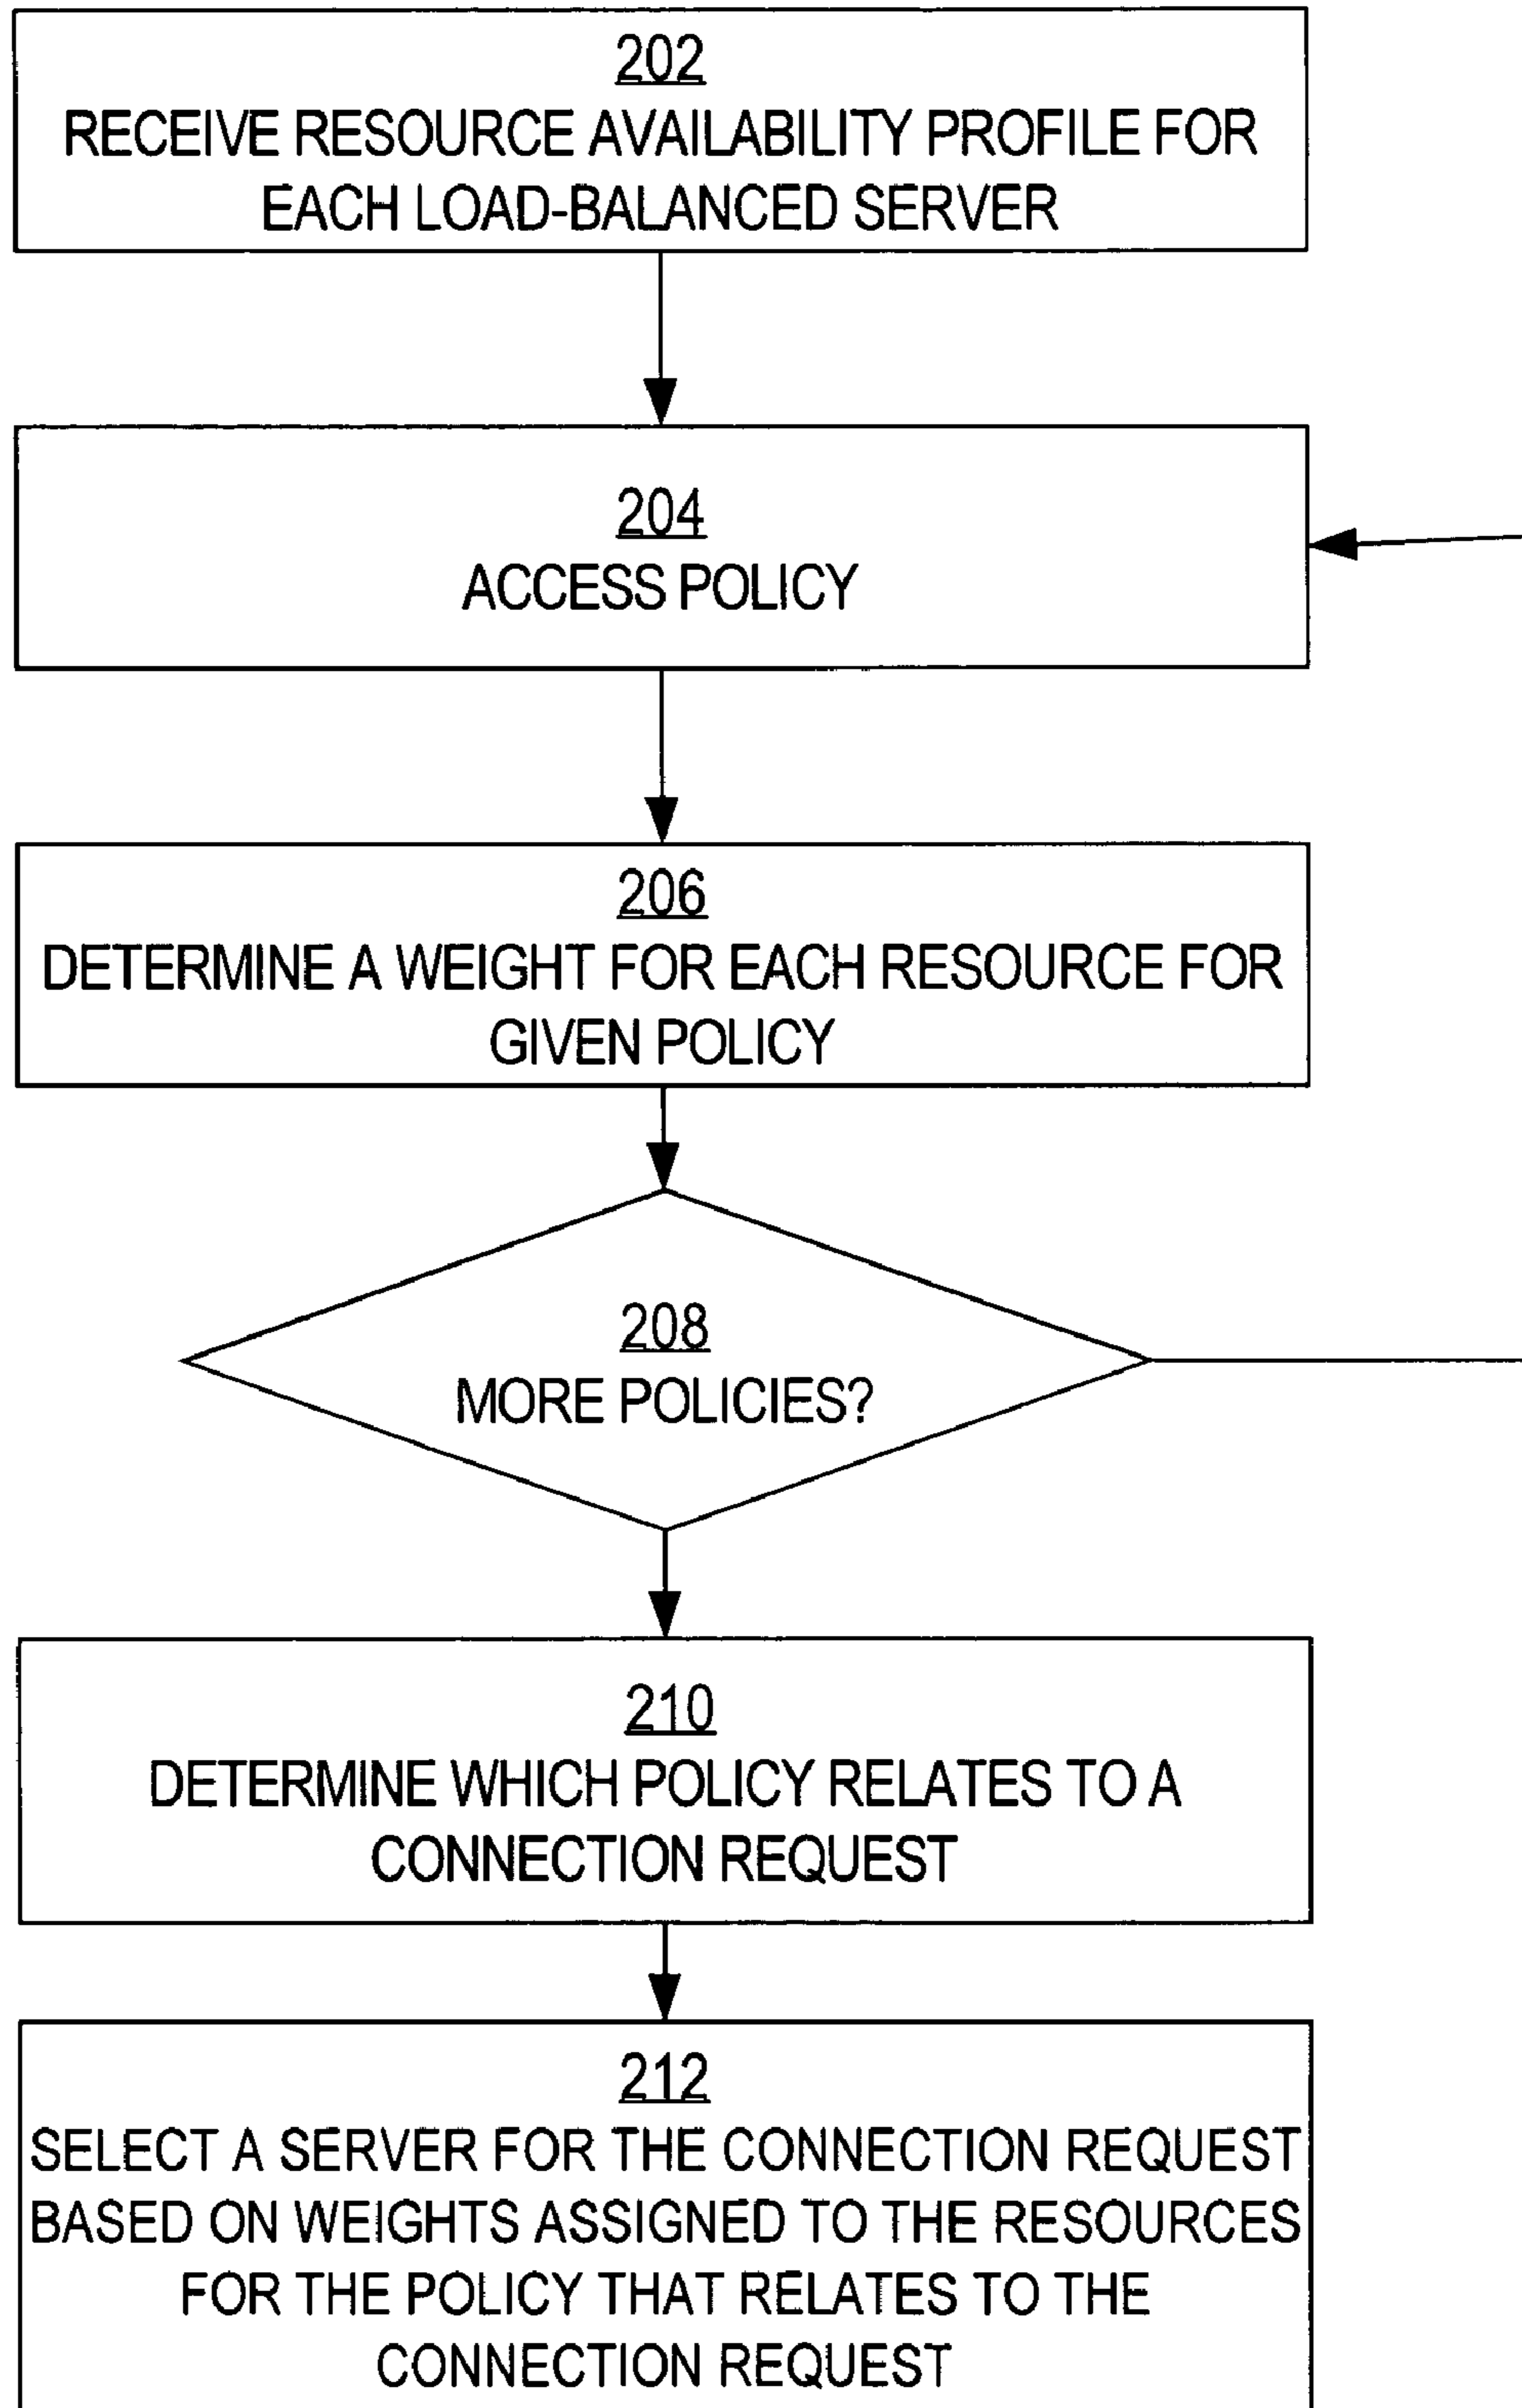 202
RECEIVE RESOURCE AVAILABILITY PROFILE FOR
EACH LOAD-BALANCED SERVER
204
ACCESS POLICY
206
DETERMINE A WEIGHT FOR EACH RESOURCE FOR
GIVEN POLICY
208
MORE POLICIES?
210
DETERMINE WHICH POLICY RELATES TO A
CONNECTION REQUEST
212
SELECT A SERVER FOR THE CONNECTION REQUEST
BASED ON WEIGHTS ASSIGNED TO THE RESOURCES
FOR THE POLICY THAT RELATES TO THE
CONNECTION REQUEST